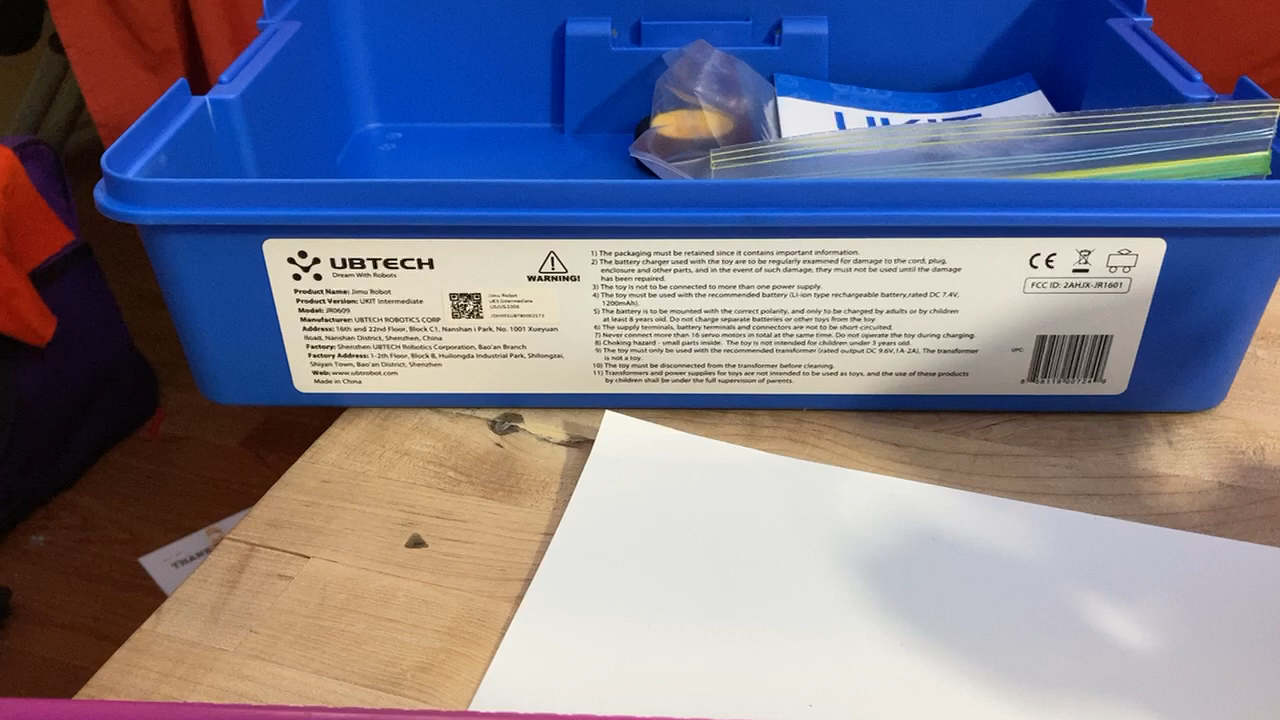 UKIT
UBTECH
Dream With Robots
WARNING!
Product Name: Jimu Robot
Product Version: UKIT Intermediate
Model: JR0609
Manufacturer: UBTECH ROBOTICS CORP
Address: 16th and 22nd Floor, Block C1, Nanshan i Park, No. 1001 Xueyuan
Road, Nanshan District, Shenzhen, China
Factory: Shenzhen UBTECH Robotics Corporation, Bao'an Branch
Factory Address: 1-2th Floor, Block B, Huilongda Industrial Park, Shilongzai,
Shiyan Town, Bao'an District, Shenzhen
Web: www.ubtrobot.com
Made in China
Jimu Robot
UKIT Intermediate
1) The packaging must be retained since it contains important information.
2) The battery charger used with the toy are to be regularly examined for damage to the cord, plug,
enclosure and other parts, and in the event of such damage, they must not be used until the damage
has been repaired.
3) The toy is not to be connected to more than one power supply.
4) The toy must be used with the recommended battery (Li-ion type rechargeable battery,rated DC 7.4V,
1200mAh).
5) The battery is to be mounted with the correct polarity, and only to be charged by adults or by children
at least 8 years old. Do not charge separate batteries or other toys from the toy
6) The supply terminals, battery terminals and connectors are not to be short-circuited.
7) Never connect more than 16 servo motors in total at the same time. Do not operate the toy during charging.
8) Choking hazard - small parts inside. The toy is not intended for children under 3 years old.
9) The toy must only be used with the recommended transformer (rated output DC 9.6V,1A-2A). The transformer
is not a toy.
10) The toy must be disconnected from the transformer before cleaning.
11) Transformers and power supplies for toys are not intended to be used as toys, and the use of these products
by children shall be under the full supervision of parents.
CE
FCC ID: 2AHJX-JR1601
UPC:
THANK